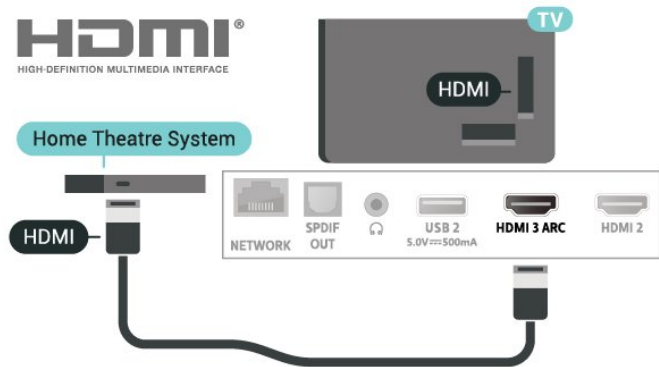 HDMI®
HIGH-DEFINITION MULTIMEDIA INTERFACE
TV
HDMI
Home Theatre System
HDMI
NETWORK
SPDIF
OUT
USB 2
5.0V⎓500mA
HDMI 3 ARC
HDMI 2